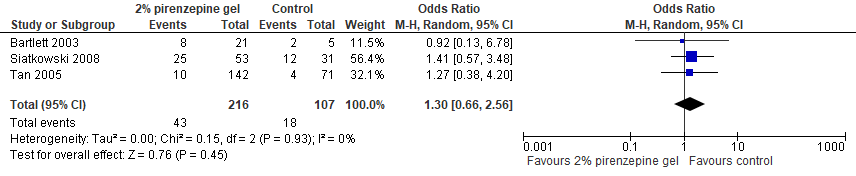 2% pirenzepine gel Control Odds Ratio Odds Ratio
Study or Subgroup Events Total Events Total Weight M-H, Random, 95% CI M-H, Random, 95% CI
Bartlett 2003 8 21 2 5 11.5% 0.92 [0.13, 6.78]
Siatkowski 2008 25 53 12 31 56.4% 1.41 [0.57, 3.48]
Tan 2005 10 142 4 71 32.1% 1.27 [0.38, 4.20]
Total (95% CI) 216 107 100.0% 1.30 [0.66, 2.56]
Total events 43 18
Heterogeneity: Tau² = 0.00; Chi² = 0.15, df = 2 (P = 0.93); I² = 0%
Test for overall effect: Z = 0.76 (P = 0.45)
0.001 0.1 1 10 1000
Favours 2% pirenzepine gel Favours control